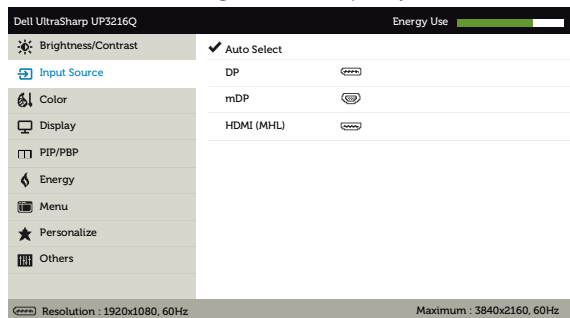 Dell UltraSharp UP3216Q
Energy Use
Brightness/Contrast
Auto Select
Input Source
DP
Color
mDP
Display
HDMI (MHL)
PIP/PBP
Energy
Menu
Personalize
Others
Resolution : 1920x1080, 60Hz
Maximum : 3840x2160, 60Hz